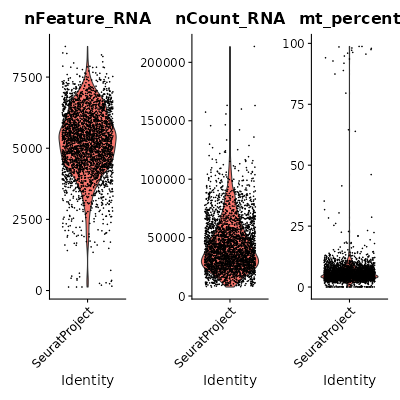 nFeature_RNA
7500
5000
2500
0
SeuratProject
Identity
nCount_RNA
200000
150000
100000
50000
0
SeuratProject
Identity
mt_percent
100
75
50
25
0
SeuratProject
Identity